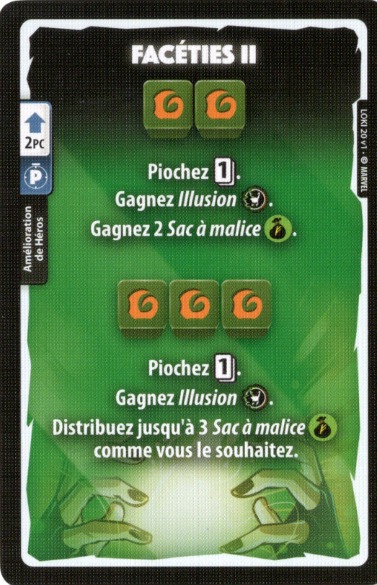 FACÉTIES II
2PC
P
Amélioration
de Héros
LOKI 20 v1 • © MARVEL
Piochez 1.
Gagnez Illusion.
Gagnez 2 Sac à malice.
Piochez 1.
Gagnez Illusion.
Distribuez jusqu'à 3 Sac à malice
comme vous le souhaitez.